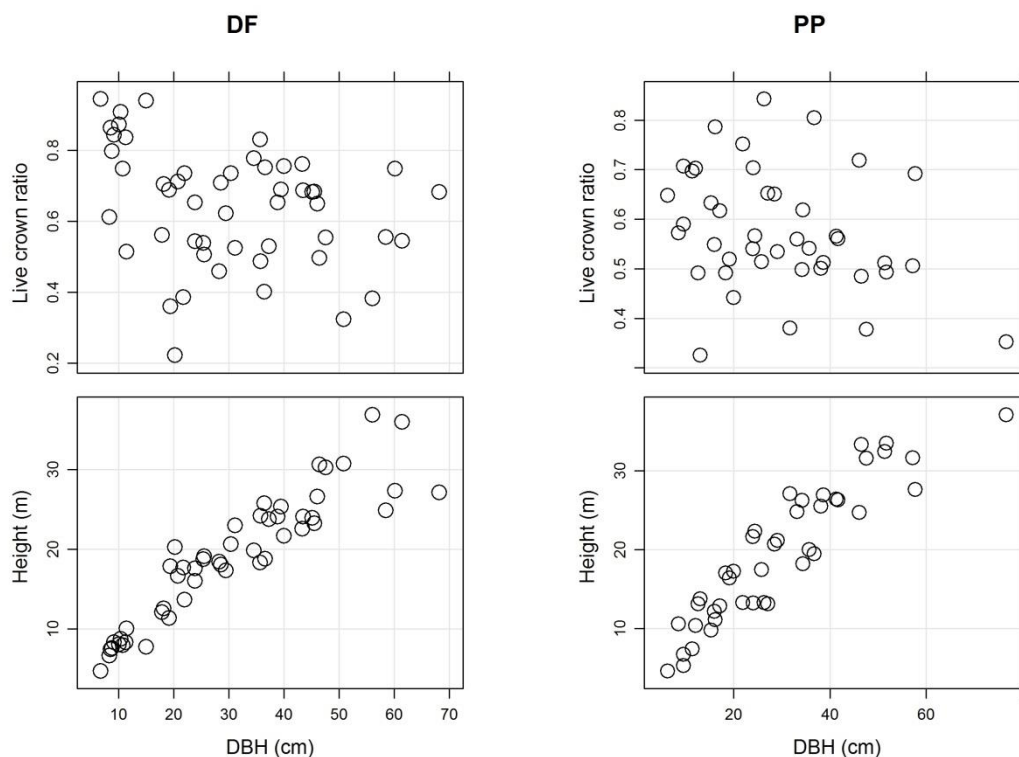 DF
PP
Live crown ratio
0.2 0.4 0.6 0.8
Live crown ratio
0.4 0.5 0.6 0.7 0.8
Height (m)
10 20 30
Height (m)
10 20 30
10 20 30 40 50 60 70
20 40 60
DBH (cm)
DBH (cm)